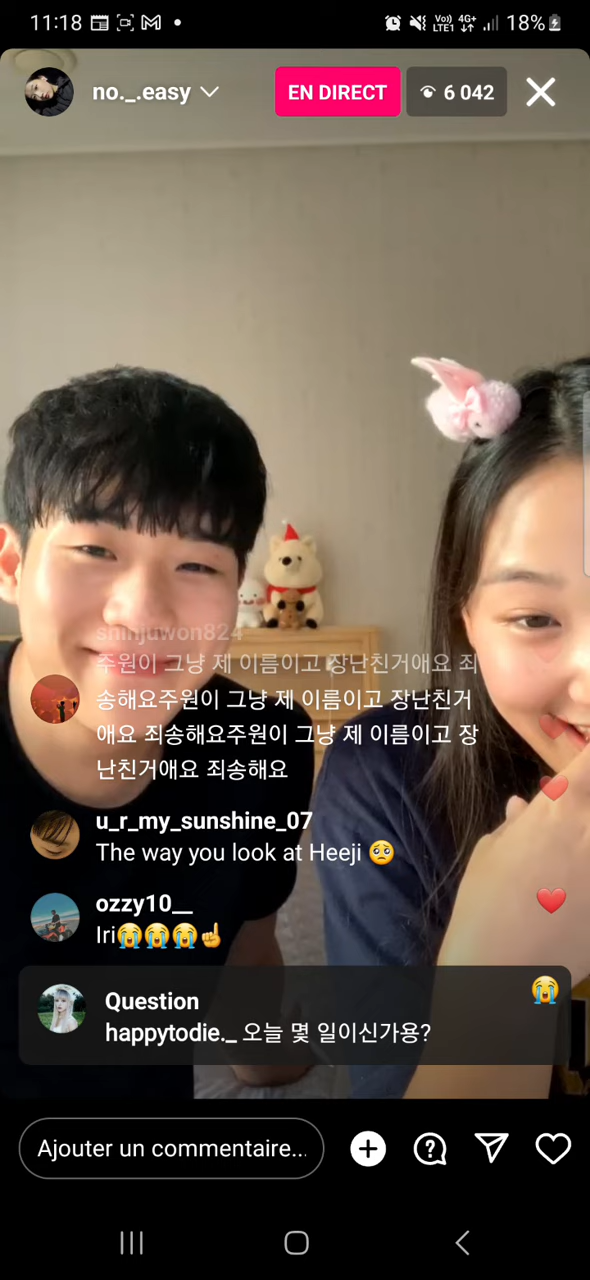 11:18
Vo)) 4G+
LTE1
18%
no._.easy
EN DIRECT
6 042
shinjuwon824
주원이 그냥 제 이름이고 장난친거애요 죄
송해요주원이 그냥 제 이름이고 장난친거
애요 죄송해요주원이 그냥 제 이름이고 장
난친거애요 죄송해요
u_r_my_sunshine_07
The way you look at Heeji 🥺
ozzy10__
Iri😭😭😭☝️
Question
happytodie._ 오늘 몇 일이신가용?
Ajouter un commentaire...